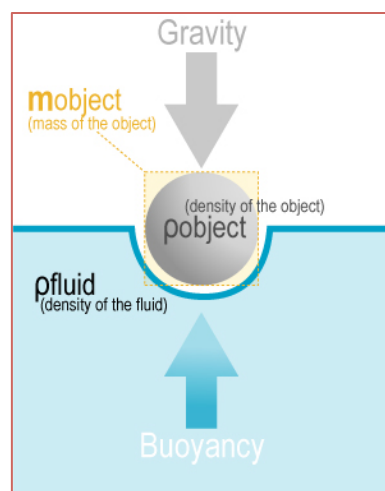 Gravity
mobject
(mass of the object)
(density of the object)
ρobject
ρfluid
(density of the fluid)
Buoyancy